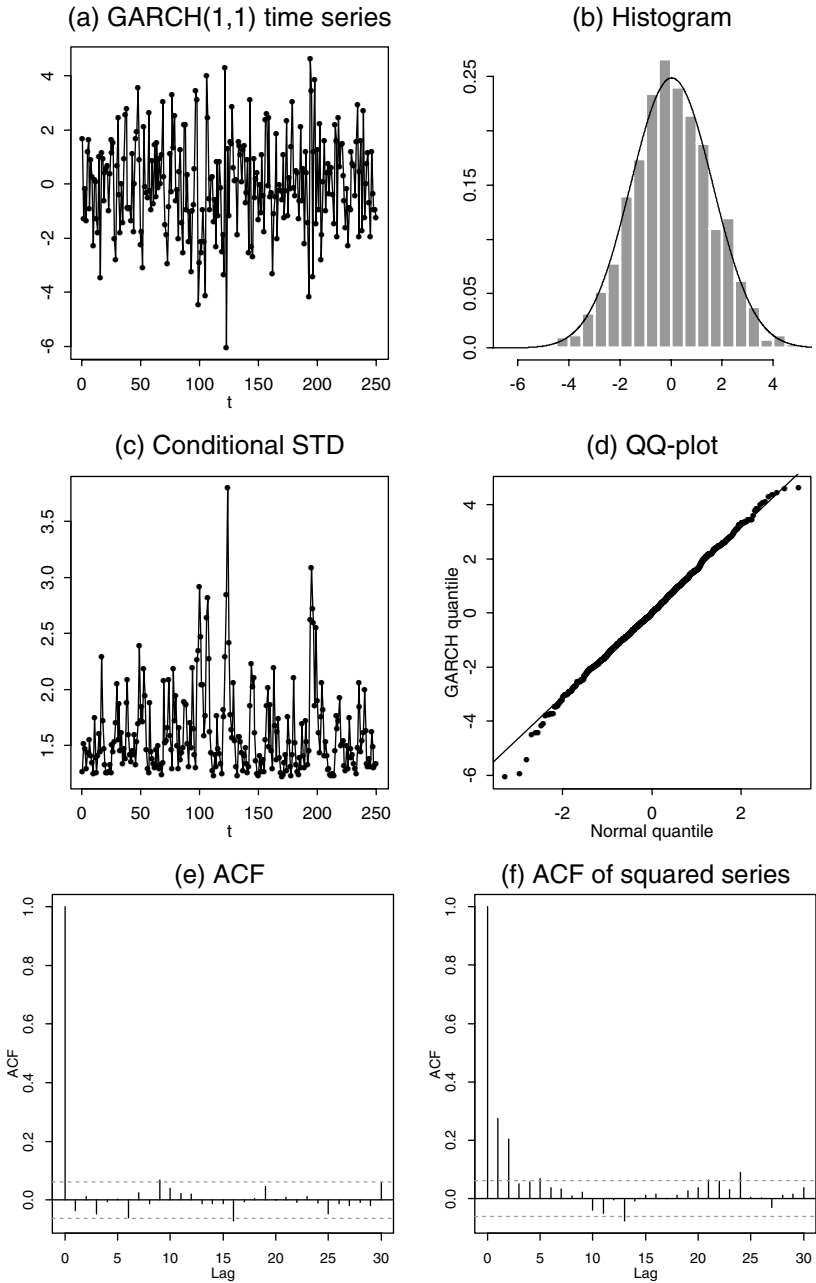 (a) GARCH(1,1) time series
(b) Histogram
4
2
0
-2
-4
-6
0 50 100 150 200 250
t
0.25
0.15
0.05
0.0
-6 -4 -2 0 2 4
(c) Conditional STD
(d) QQ-plot
3.5
3.0
2.5
2.0
1.5
0 50 100 150 200 250
t
GARCH quantile
4
2
0
-2
-4
-6
-2 0 2
Normal quantile
(e) ACF
(f) ACF of squared series
ACF
1.0
0.8
0.6
0.4
0.2
0.0
0 5 10 15 20 25 30
Lag
ACF
1.0
0.8
0.6
0.4
0.2
0.0
0 5 10 15 20 25 30
Lag